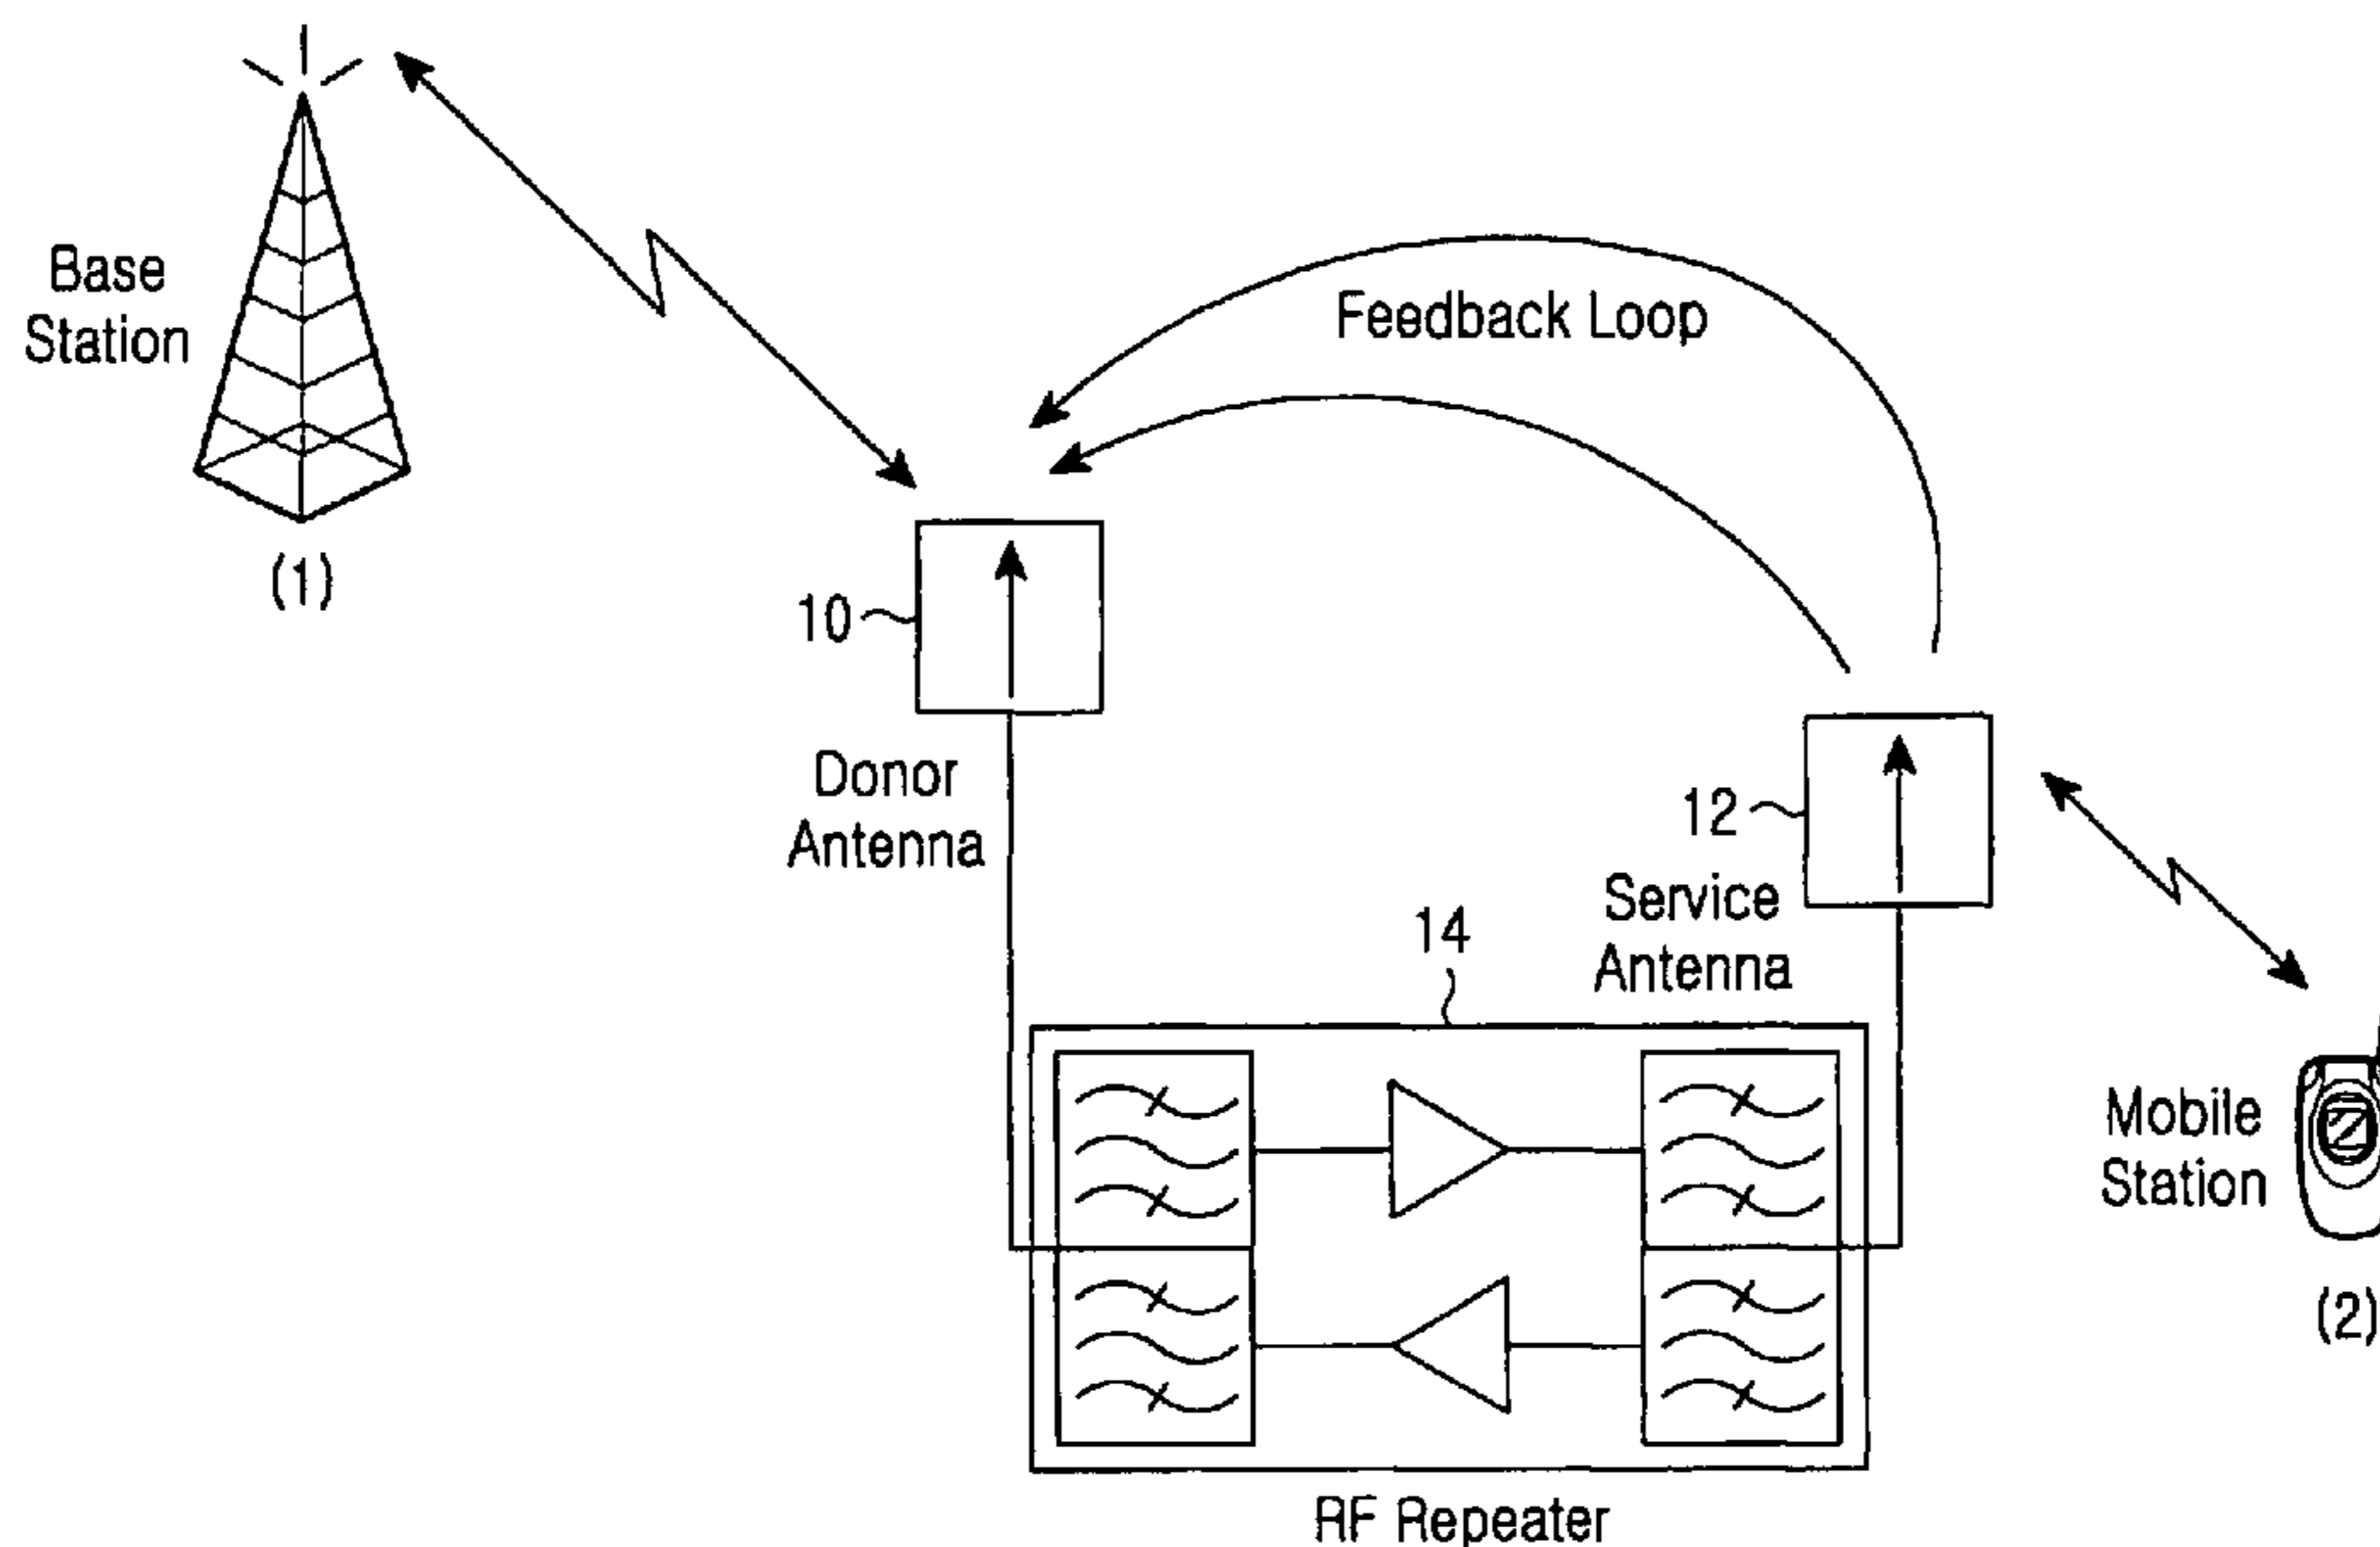 Base
Station
(1)
Feedback Loop
10
Donor
Antenna
12
Service
Antenna
14
Mobile
Station
(2)
RF Repeater